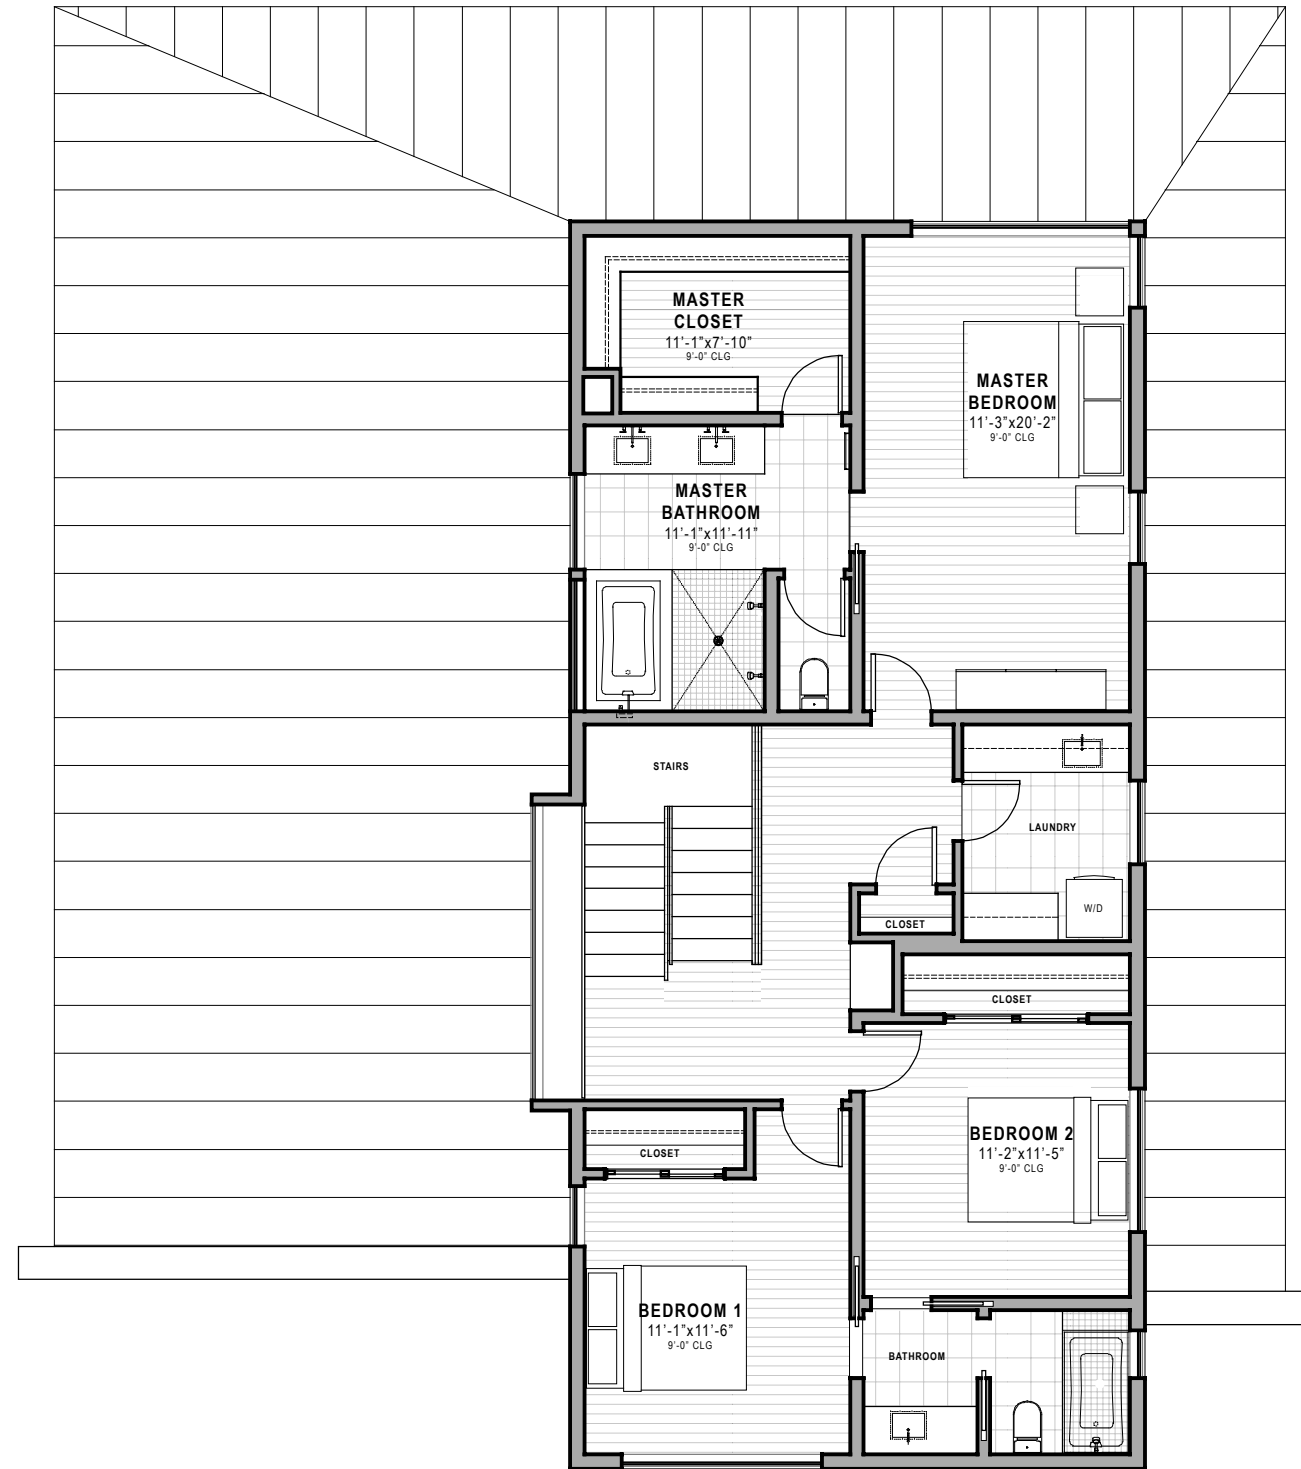 MASTER
CLOSET
11'-1"x7'-10"
9'-0" CLG
MASTER
BEDROOM
11'-3"x20'-2"
9'-0" CLG
MASTER
BATHROOM
11'-1"x11'-11"
9'-0" CLG
STAIRS
LAUNDRY
W/D
CLOSET
CLOSET
BEDROOM 2
11'-2"x11'-5"
9'-0" CLG
CLOSET
BEDROOM 1
11'-1"x11'-6"
9'-0" CLG
BATHROOM